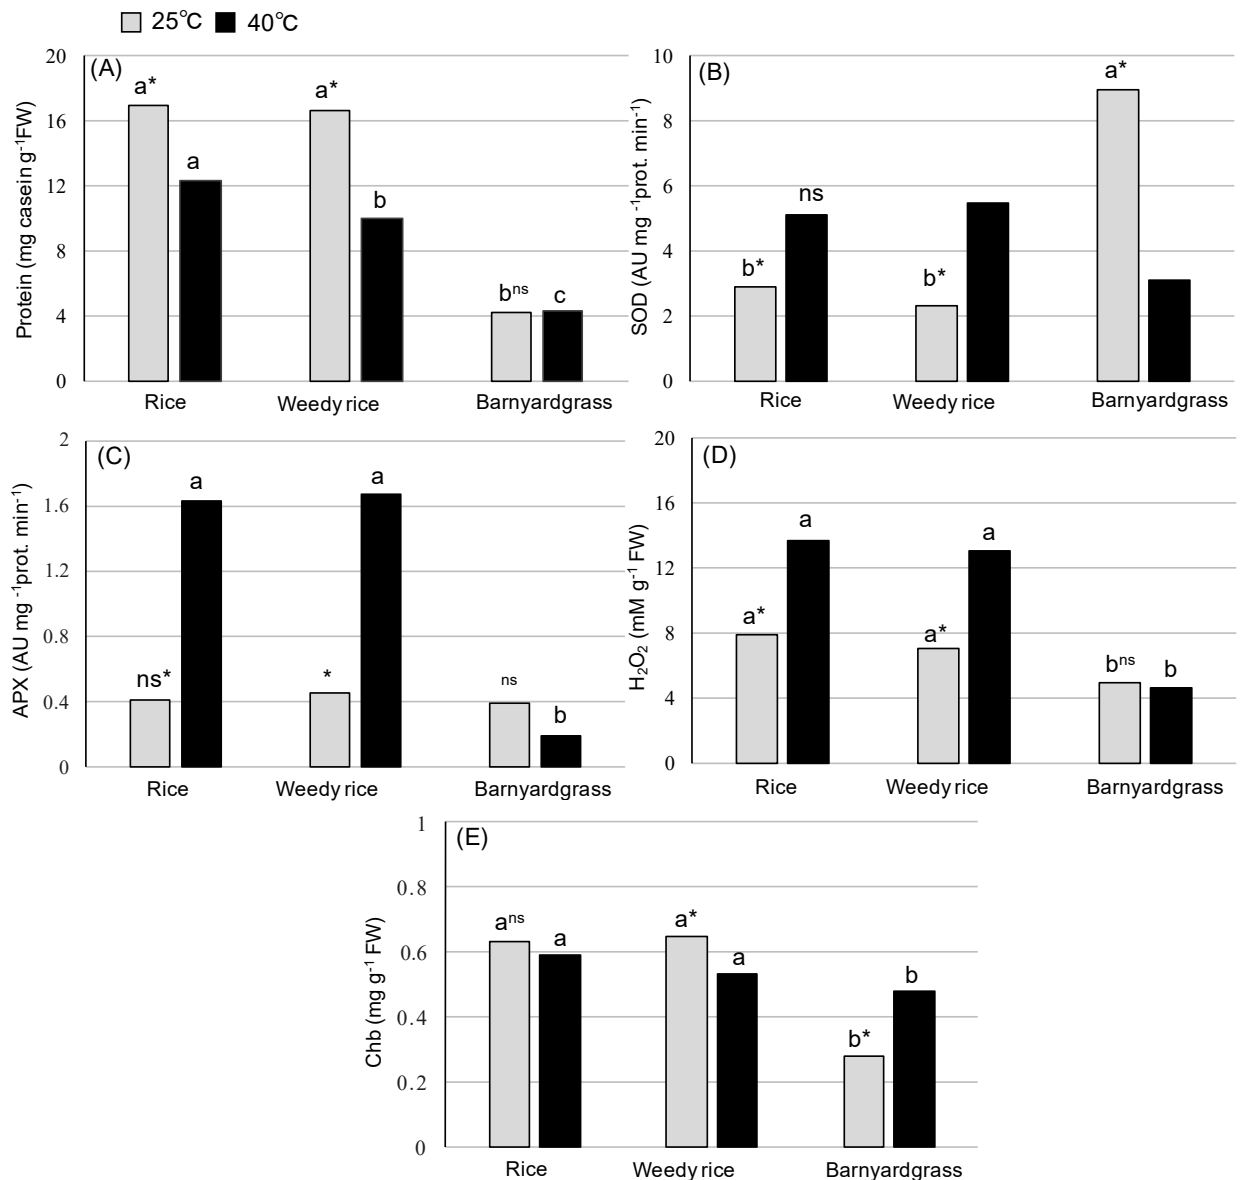 25℃ 40℃
(A)
Protein (mg casein g⁻¹FW)
20
16
12
8
4
0
a*
a
a*
b
bⁿˢ
c
Rice
Weedy rice
Barnyardgrass
(B)
SOD (AU mg ⁻¹prot. min⁻¹)
10
8
6
4
2
0
b*
ns
b*
a*
Rice
Weedy rice
Barnyardgrass
(C)
APX (AU mg ⁻¹prot. min⁻¹)
2
1.6
1.2
0.8
0.4
0
ns*
a
*
a
ns
b
Rice
Weedy rice
Barnyardgrass
(D)
H₂O₂ (mM g⁻¹ FW)
20
16
12
8
4
0
a*
a
a*
a
bⁿˢ
b
Rice
Weedy rice
Barnyardgrass
(E)
Chb (mg g⁻¹ FW)
1
0.8
0.6
0.4
0.2
0
aⁿˢ
a
a*
a
b*
b
Rice
Weedy rice
Barnyardgrass